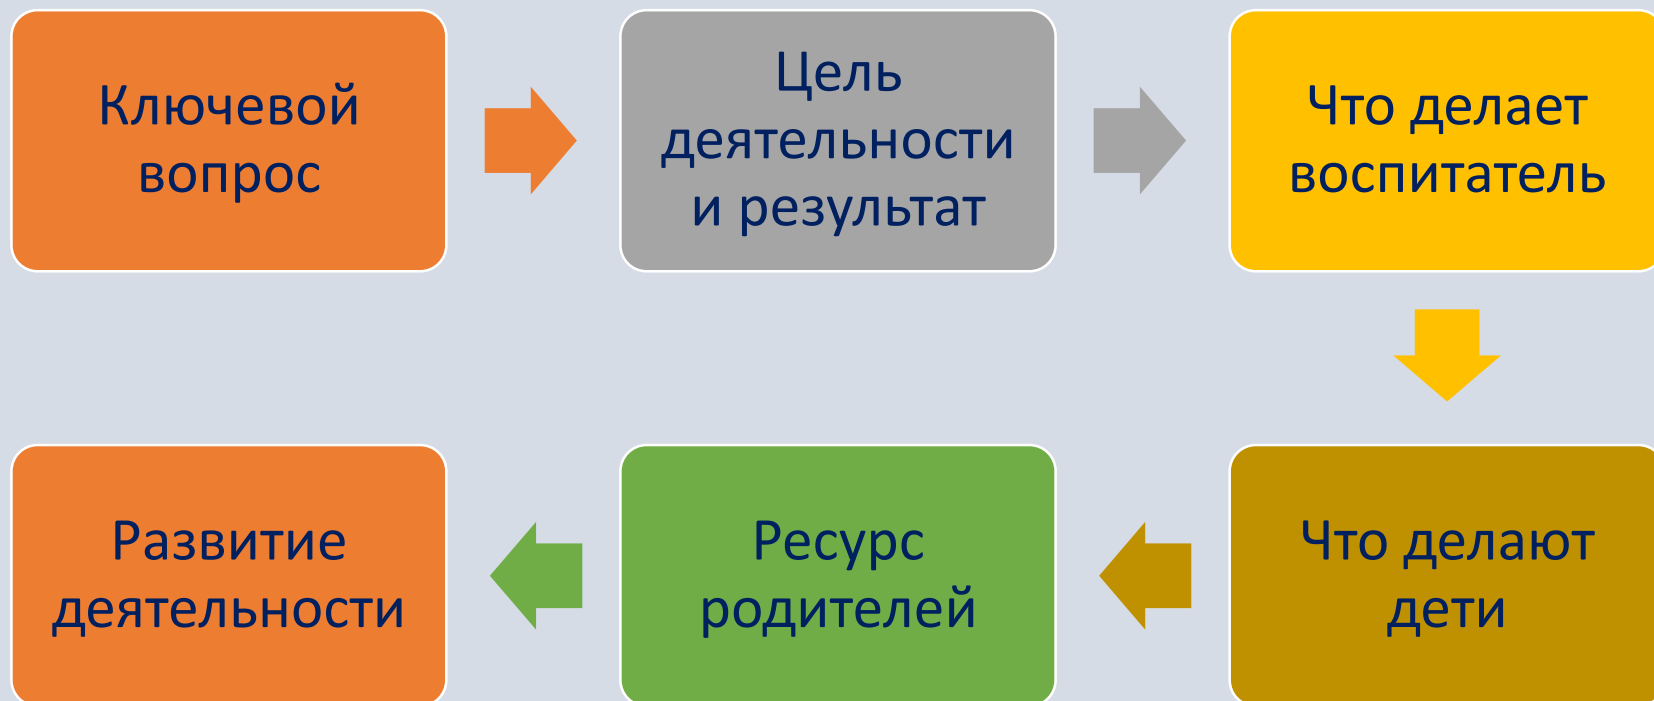 Ключевой
вопрос
Цель
деятельности
и результат
Что делает
воспитатель
Что делают
дети
Ресурс
родителей
Развитие
деятельности